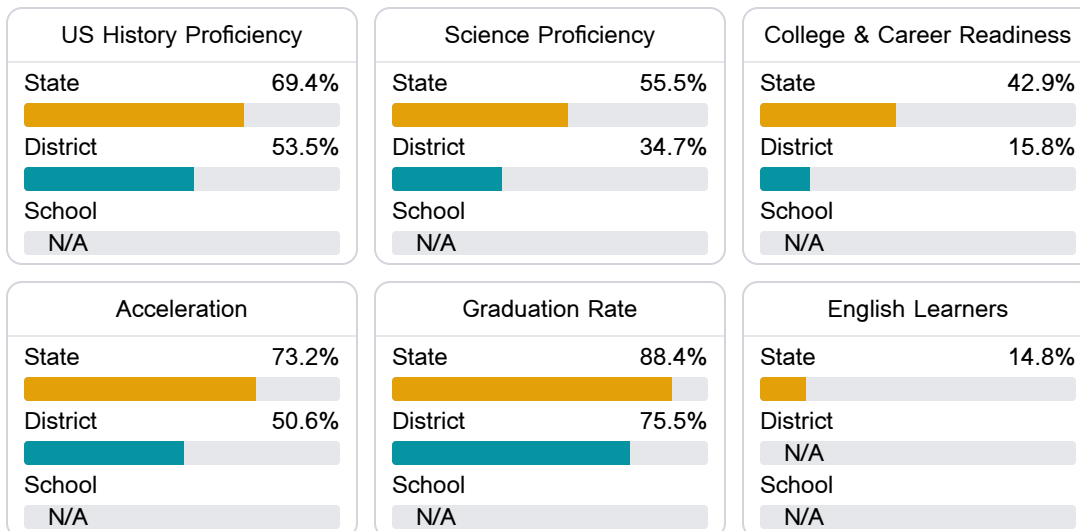 US History Proficiency
State 69.4%
District 53.5%
School
N/A
Science Proficiency
State 55.5%
District 34.7%
School
N/A
College & Career Readiness
State 42.9%
District 15.8%
School
N/A
Acceleration
State 73.2%
District 50.6%
School
N/A
Graduation Rate
State 88.4%
District 75.5%
School
N/A
English Learners
State 14.8%
District
N/A
School
N/A